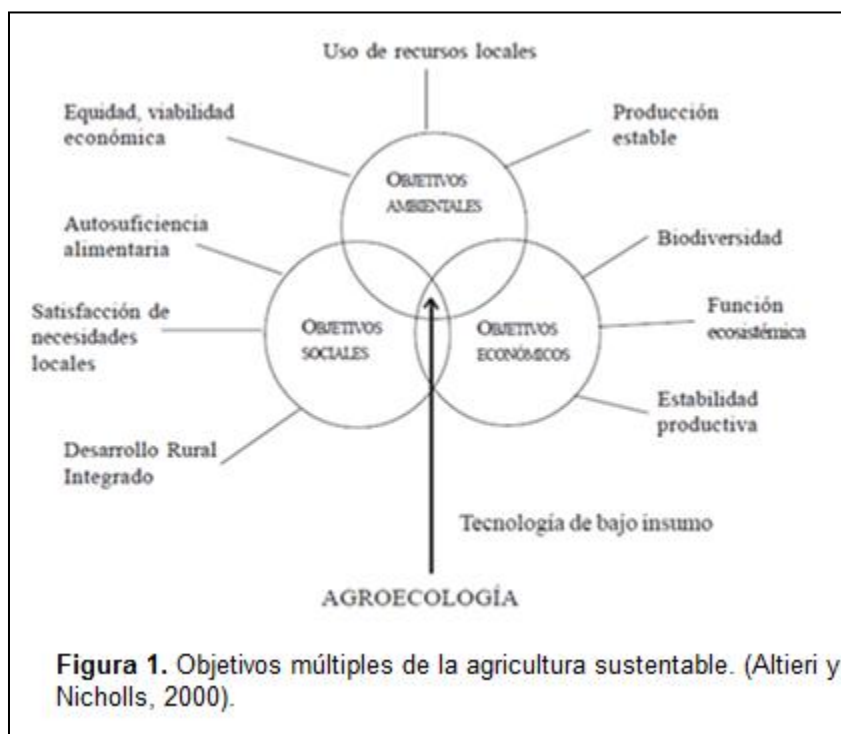 Uso de recursos locales
Equidad, viabilidad
económica
Producción
estable
OBJETIVOS
AMBIENTALES
Autosuficiencia
alimentaria
Biodiversidad
Satisfacción de
necesidades
locales
OBJETIVOS
SOCIALES
OBJETIVOS
ECONÓMICOS
Función
ecosistémica
Estabilidad
productiva
Desarrollo Rural
Integrado
Tecnología de bajo insumo
AGROECOLOGÍA
Figura 1. Objetivos múltiples de la agricultura sustentable. (Altieri y
Nicholls, 2000).